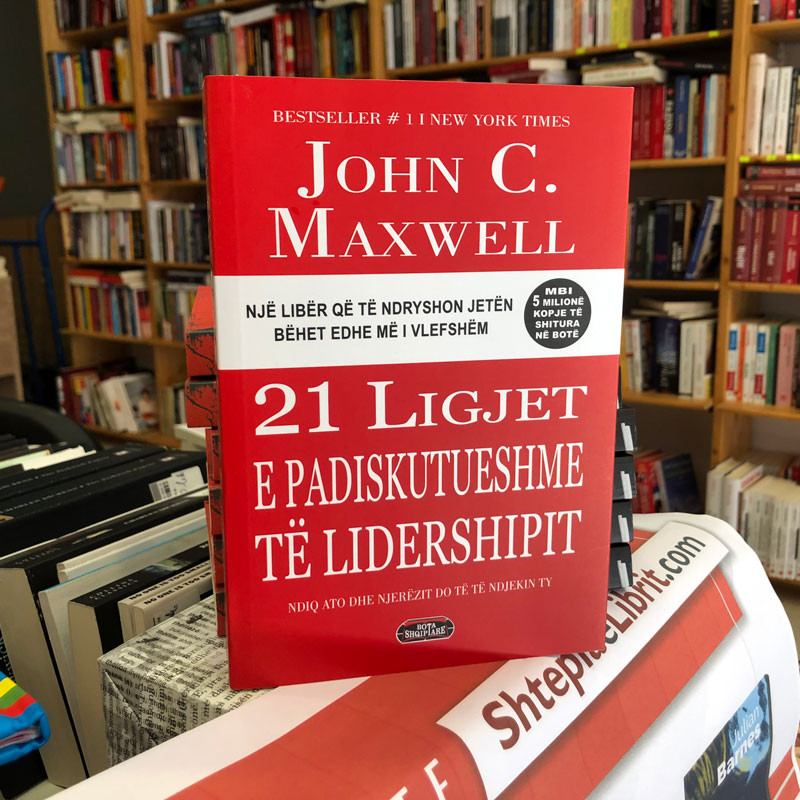 BESTSELLER # 1 I NEW YORK TIMES
JOHN C.
MAXWELL
NJË LIBËR QË TË NDRYSHON JETËN
BËHET EDHE MË I VLEFSHËM
MBI
5 MILIONË
KOPJE TË
SHITURA
NË BOTË
21 LIGJET
E PADISKUTUESHME
TË LIDERSHIPIT
NDIQ ATO DHE NJERËZIT DO TË TË NDJEKIN TY
BOTA
SHQIPTARE
ShtepiaeLibrit.com
Julian
Barnes